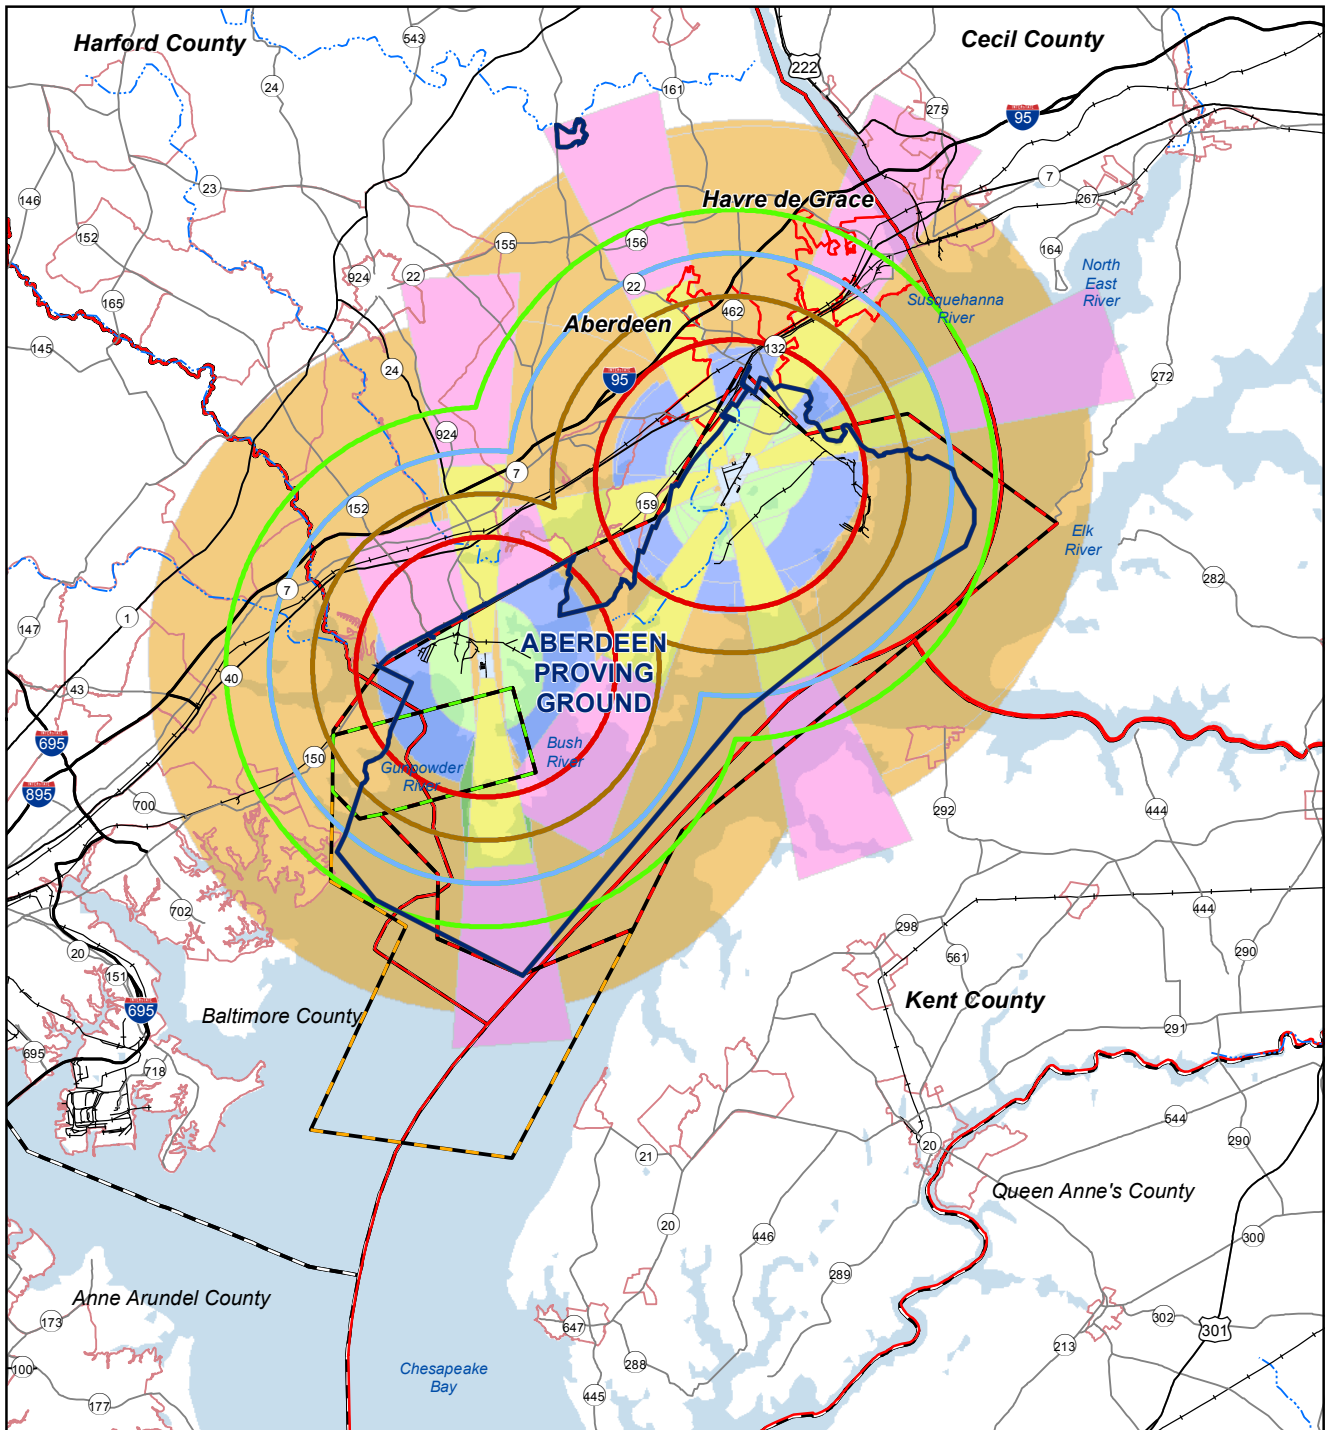 Harford County
543
222
Cecil County
24
161
275
INTERSTATE
95
23
146
Havre de Grace
7
267
152
155
156
164
924
22
22
North
East
River
165
Susquehanna
River
462
Aberdeen
145
132
24
INTERSTATE
95
272
924
7
152
159
Elk
River
282
7
1
147
ABERDEEN
PROVING
GROUND
40
43
INTERSTATE
695
Bush
River
150
Gunpowder
River
INTERSTATE
895
700
292
444
702
444
298
20
561
290
151
Kent County
INTERSTATE
695
Baltimore County
291
695
718
544
20
290
21
Queen Anne's County
20
446
300
289
Anne Arundel County
173
302
647
301
213
288
100
Chesapeake
Bay
445
177